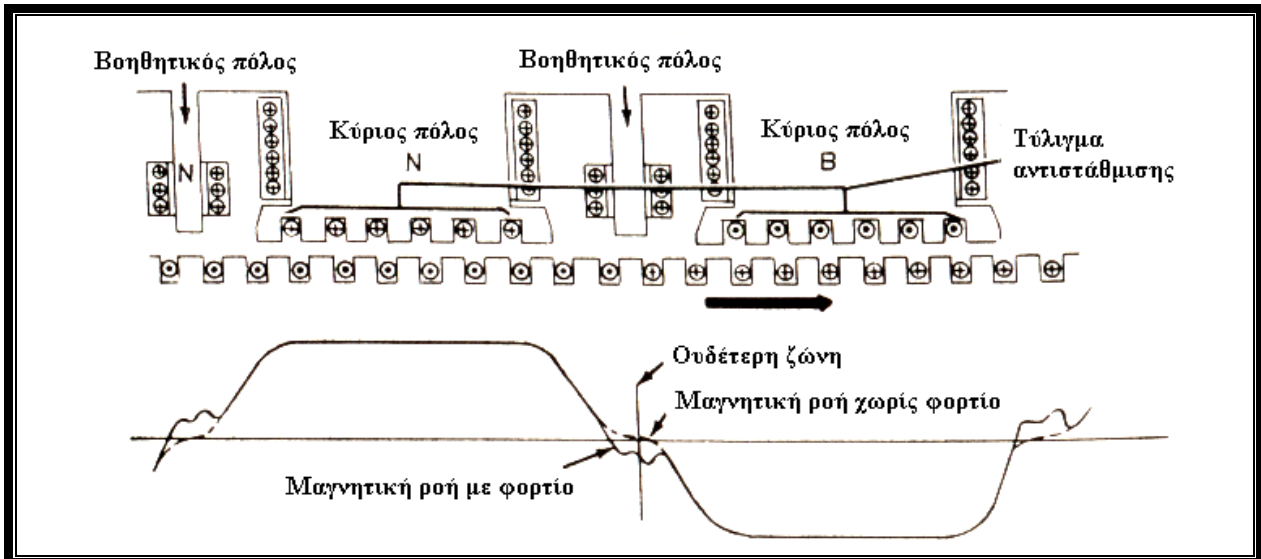 Βοηθητικός πόλος
Βοηθητικός πόλος
Κύριος πόλος
Κύριος πόλος
Τύλιγμα
αντιστάθμισης
N
N
B
Ουδέτερη ζώνη
Μαγνητική ροή χωρίς φορτίο
Μαγνητική ροή με φορτίο